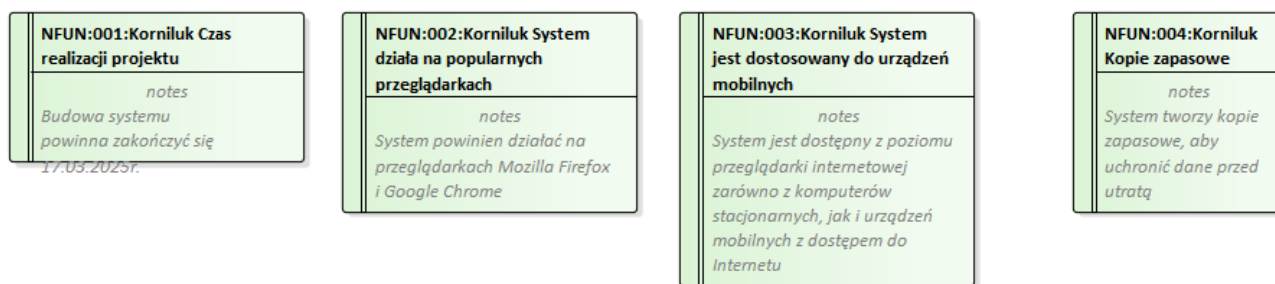 NFUN:001:Korniluk Czas
realizacji projektu
notes
Budowa systemu
powinna zakończyć się
17.03.2025r.
NFUN:002:Korniluk System
działa na popularnych
przeglądarkach
notes
System powinien działać na
przeglądarkach Mozilla Firefox
i Google Chrome
NFUN:003:Korniluk System
jest dostosowany do urządzeń
mobilnych
notes
System jest dostępny z poziomu
przeglądarki internetowej
zarówno z komputerów
stacjonarnych, jak i urządzeń
mobilnych z dostępem do
Internetu
NFUN:004:Korniluk
Kopie zapasowe
notes
System tworzy kopie
zapasowe, aby
uchronić dane przed
utratą